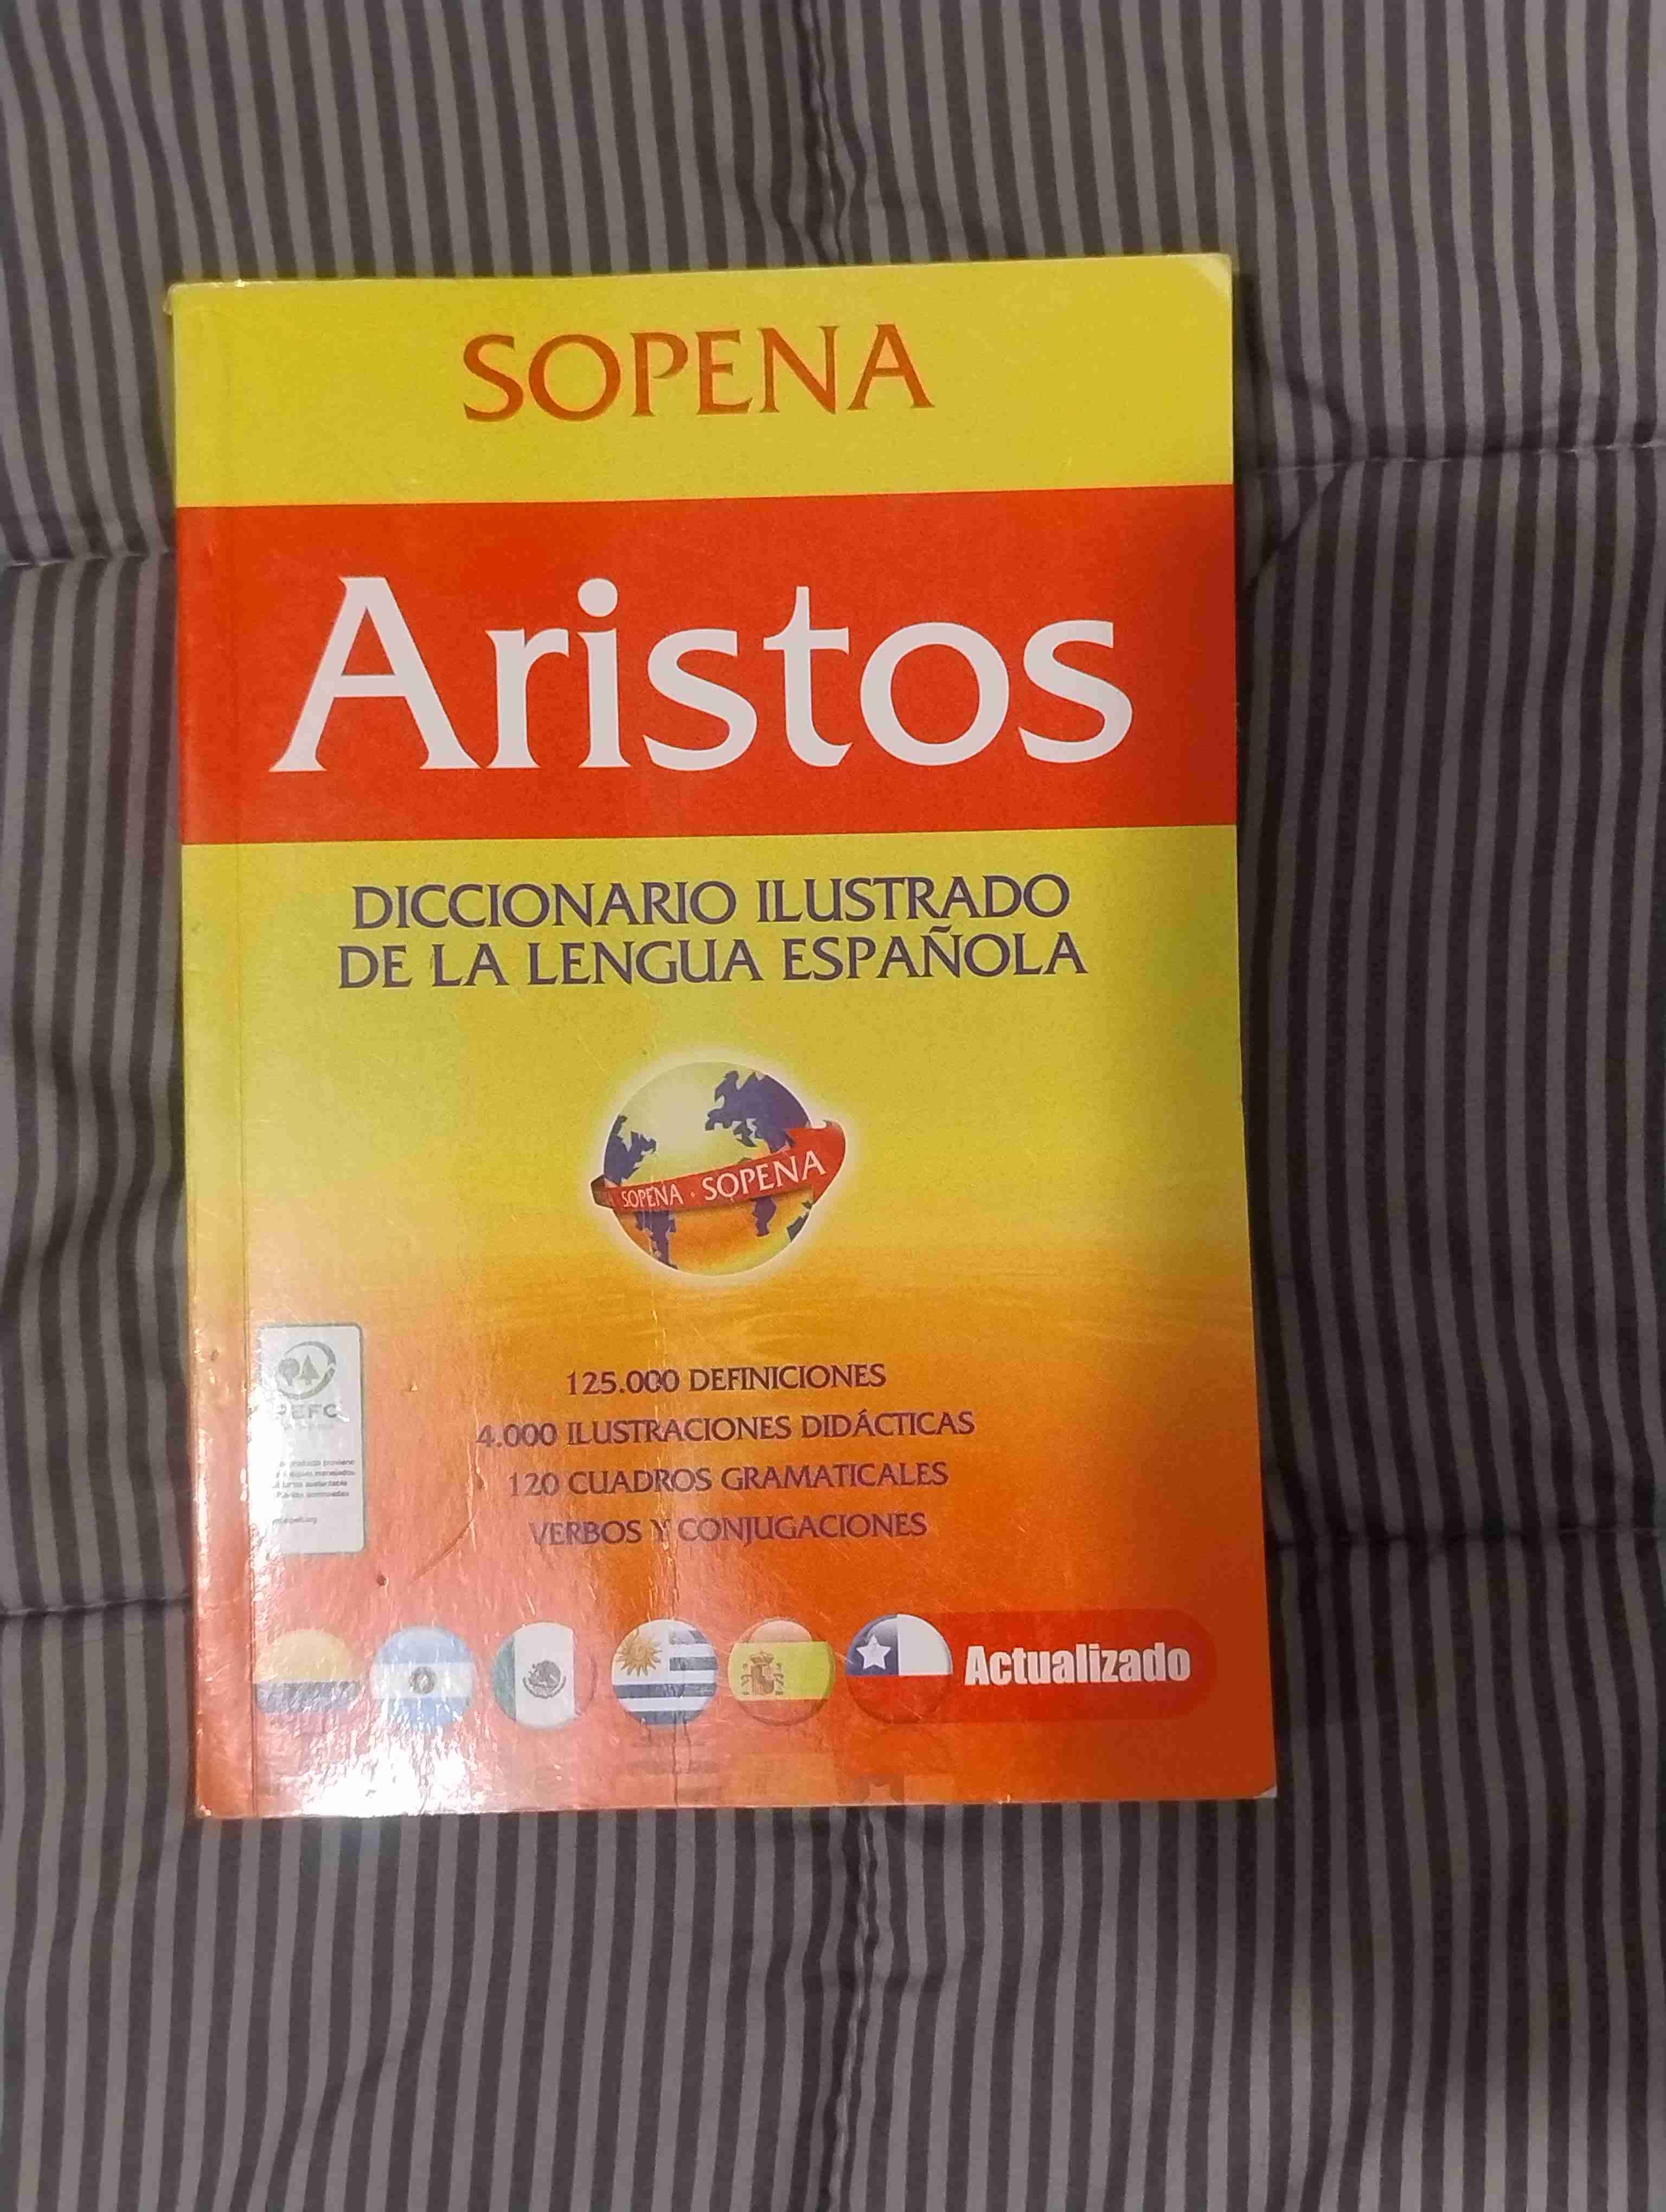 SOPENA
Aristos
DICCIONARIO ILUSTRADO
DE LA LENGUA ESPAÑOLA
SOPENA · SOPENA
125.000 DEFINICIONES
4.000 ILUSTRACIONES DIDÁCTICAS
120 CUADROS GRAMATICALES
VERBOS Y CONJUGACIONES
PEFC
Actualizado